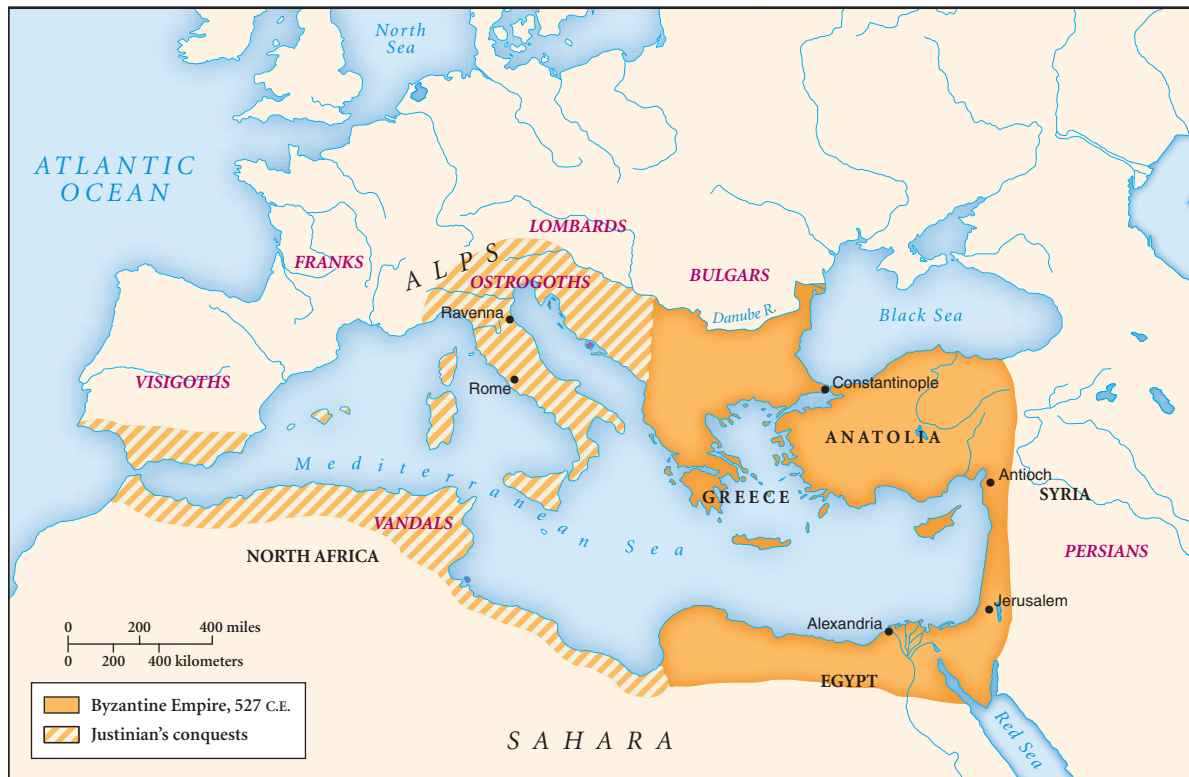 North
Sea
ATLANTIC
OCEAN
LOMBARDS
FRANKS
ALPS
OSTROGOTHS
BULGARS
Ravenna
Danube R.
Black Sea
VISIGOTHS
Rome
Constantinople
ANATOLIA
Mediterranean Sea
Antioch
GREECE
SYRIA
VANDALS
NORTH AFRICA
PERSIANS
Jerusalem
Alexandria
EGYPT
0 200 400 miles
0 200 400 kilometers
Byzantine Empire, 527 C.E.
Justinian's conquests
SAHARA
Red Sea